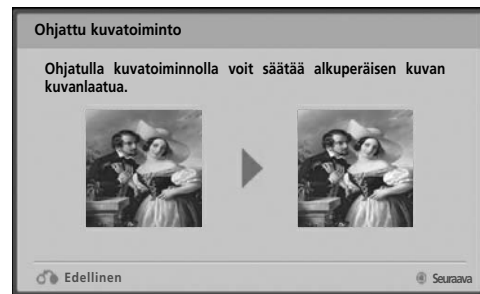 Ohjattu kuvatoiminto
Ohjatulla kuvatoiminnolla voit säätää alkuperäisen kuvan
kuvanlaatua.
Edellinen
Seuraava